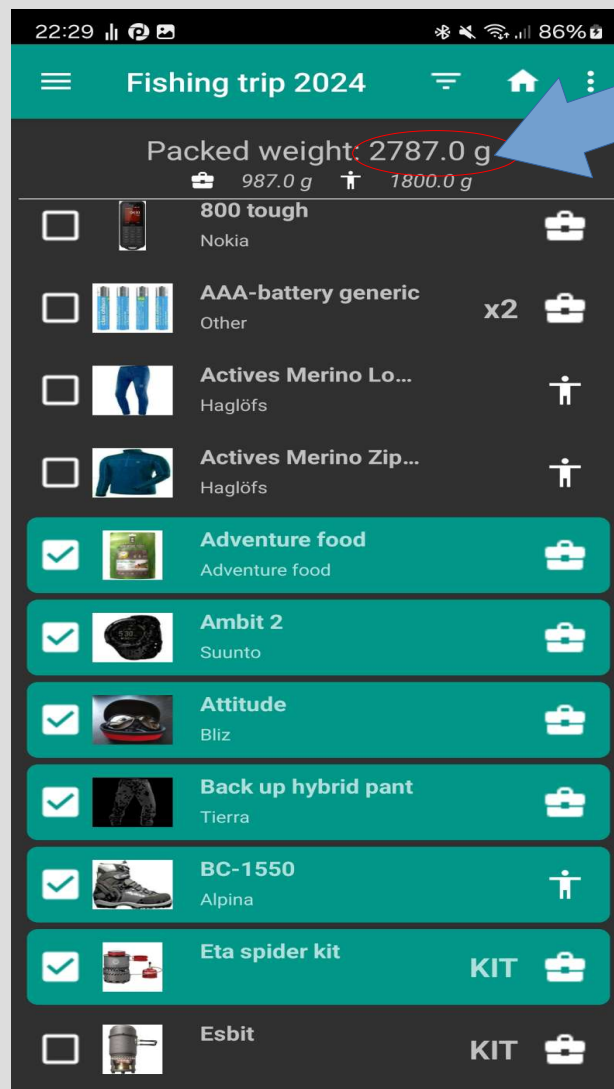 22:29 86%
Fishing trip 2024
Packed weight: 2787.0 g
987.0 g 1800.0 g
800 tough
Nokia
AAA-battery generic
Other
x2
Actives Merino Lo...
Haglöfs
Actives Merino Zip...
Haglöfs
Adventure food
Adventure food
Ambit 2
Suunto
Attitude
Bliz
Back up hybrid pant
Tierra
BC-1550
Alpina
Eta spider kit
KIT
Esbit
KIT